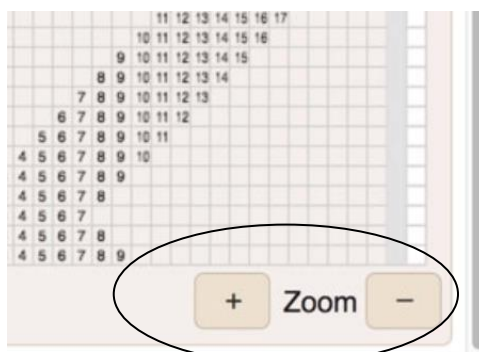 11 12 13 14 15 16 17
10 11 12 13 14 15 16
9 10 11 12 13 14 15
8 9 10 11 12 13 14
7 8 9 10 11 12 13
6 7 8 9 10 11 12
5 6 7 8 9 10 11
4 5 6 7 8 9 10
4 5 6 7 8 9
4 5 6 7 8
4 5 6 7
4 5 6 7 8
4 5 6 7 8 9
+ Zoom −